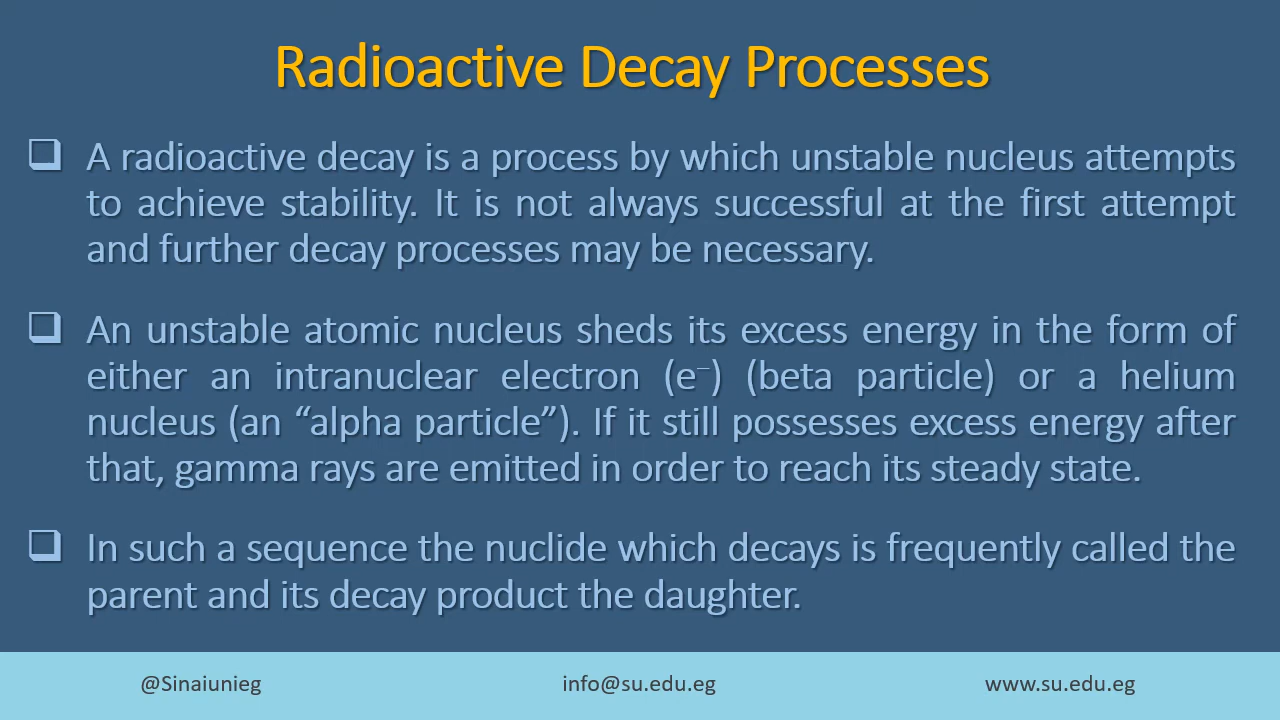 Radioactive Decay Processes
A radioactive decay is a process by which unstable nucleus attempts
to achieve stability. It is not always successful at the first attempt
and further decay processes may be necessary.
An unstable atomic nucleus sheds its excess energy in the form of
either an intranuclear electron (e⁻) (beta particle) or a helium
nucleus (an “alpha particle”). If it still possesses excess energy after
that, gamma rays are emitted in order to reach its steady state.
In such a sequence the nuclide which decays is frequently called the
parent and its decay product the daughter.
@Sinaiunieg
info@su.edu.eg
www.su.edu.eg